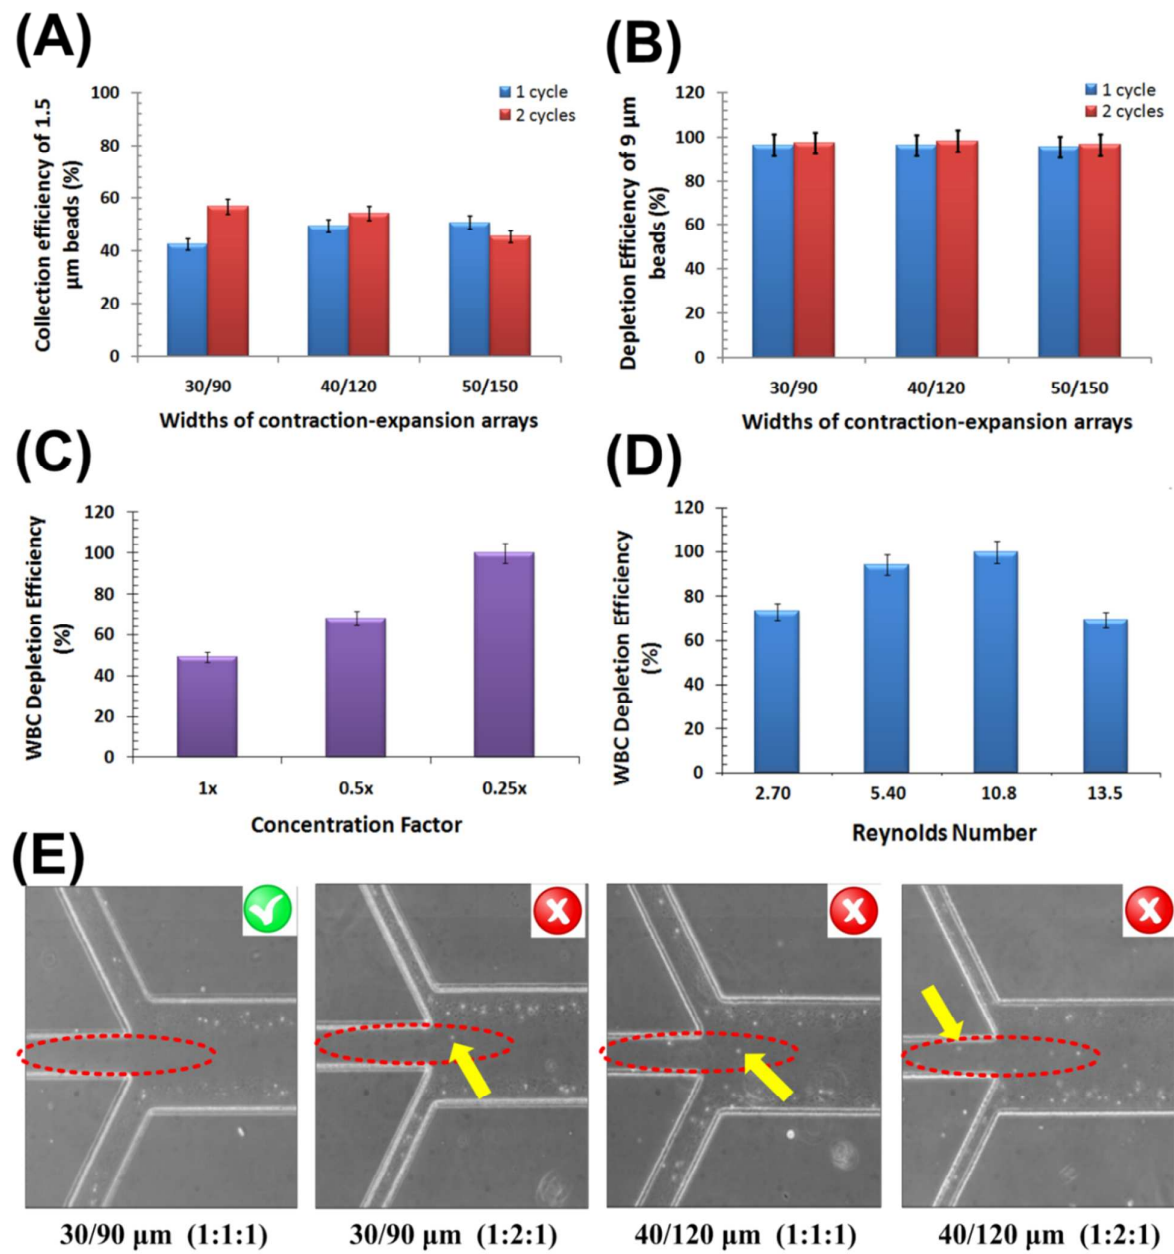 (A)
Collection efficiency of 1.5
µm beads (%)
100
80
60
40
20
0
1 cycle
2 cycles
30/90
40/120
50/150
Widths of contraction-expansion arrays
(B)
Depletion Efficiency of 9 µm
beads (%)
120
100
80
60
40
20
0
1 cycle
2 cycles
30/90
40/120
50/150
Widths of contraction-expansion arrays
(C)
WBC Depletion Efficiency
(%)
120
100
80
60
40
20
0
1x
0.5x
0.25x
Concentration Factor
(D)
WBC Depletion Efficiency
(%)
120
100
80
60
40
20
0
2.70
5.40
10.8
13.5
Reynolds Number
(E)
30/90 µm (1:1:1)
30/90 µm (1:2:1)
40/120 µm (1:1:1)
40/120 µm (1:2:1)